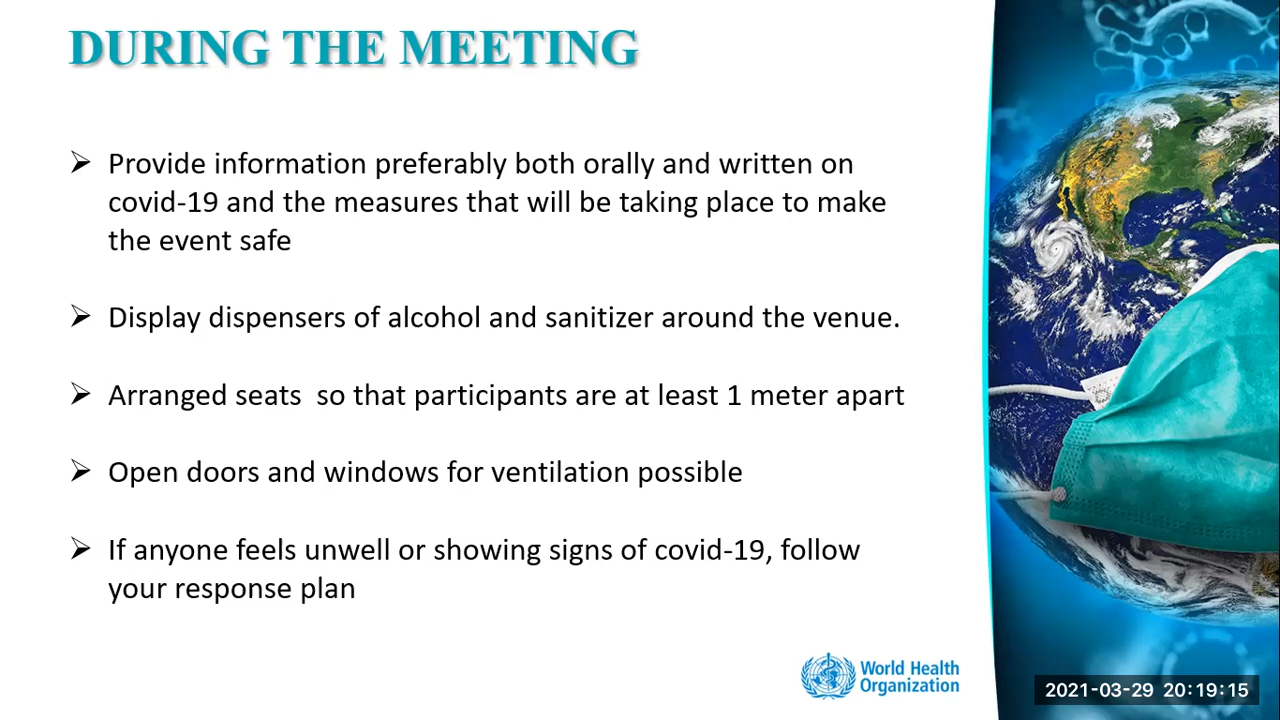 DURING THE MEETING
➢ Provide information preferably both orally and written on
covid-19 and the measures that will be taking place to make
the event safe
➢ Display dispensers of alcohol and sanitizer around the venue.
➢ Arranged seats  so that participants are at least 1 meter apart
➢ Open doors and windows for ventilation possible
➢ If anyone feels unwell or showing signs of covid-19, follow
your response plan
World Health
Organization
2021-03-29 20:19:15